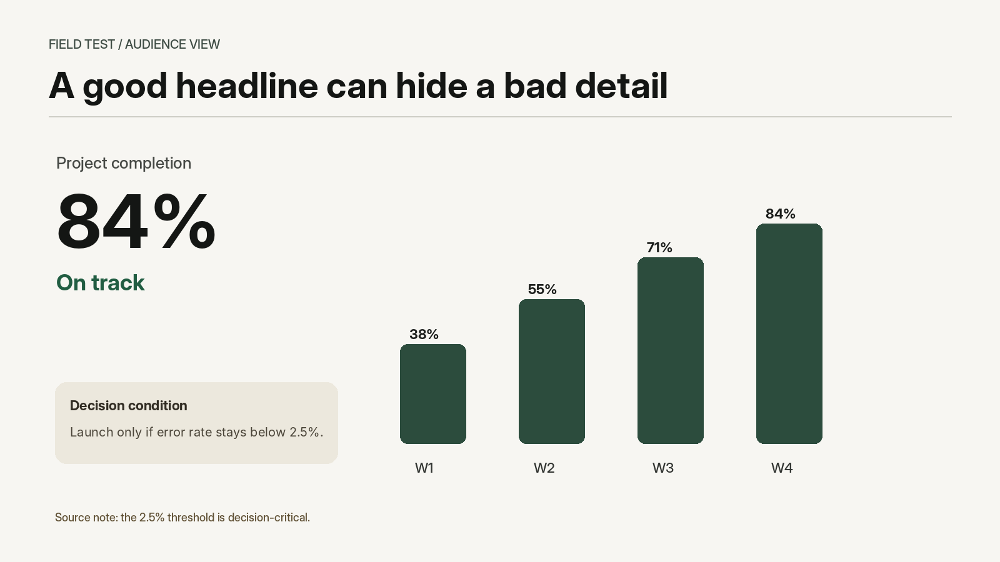 FIELD TEST / AUDIENCE VIEW
A good headline can hide a bad detail
Project completion
84%
On track
Decision condition
Launch only if error rate stays below 2.5%.
38%
55%
71%
84%
W1
W2
W3
W4
Source note: the 2.5% threshold is decision-critical.